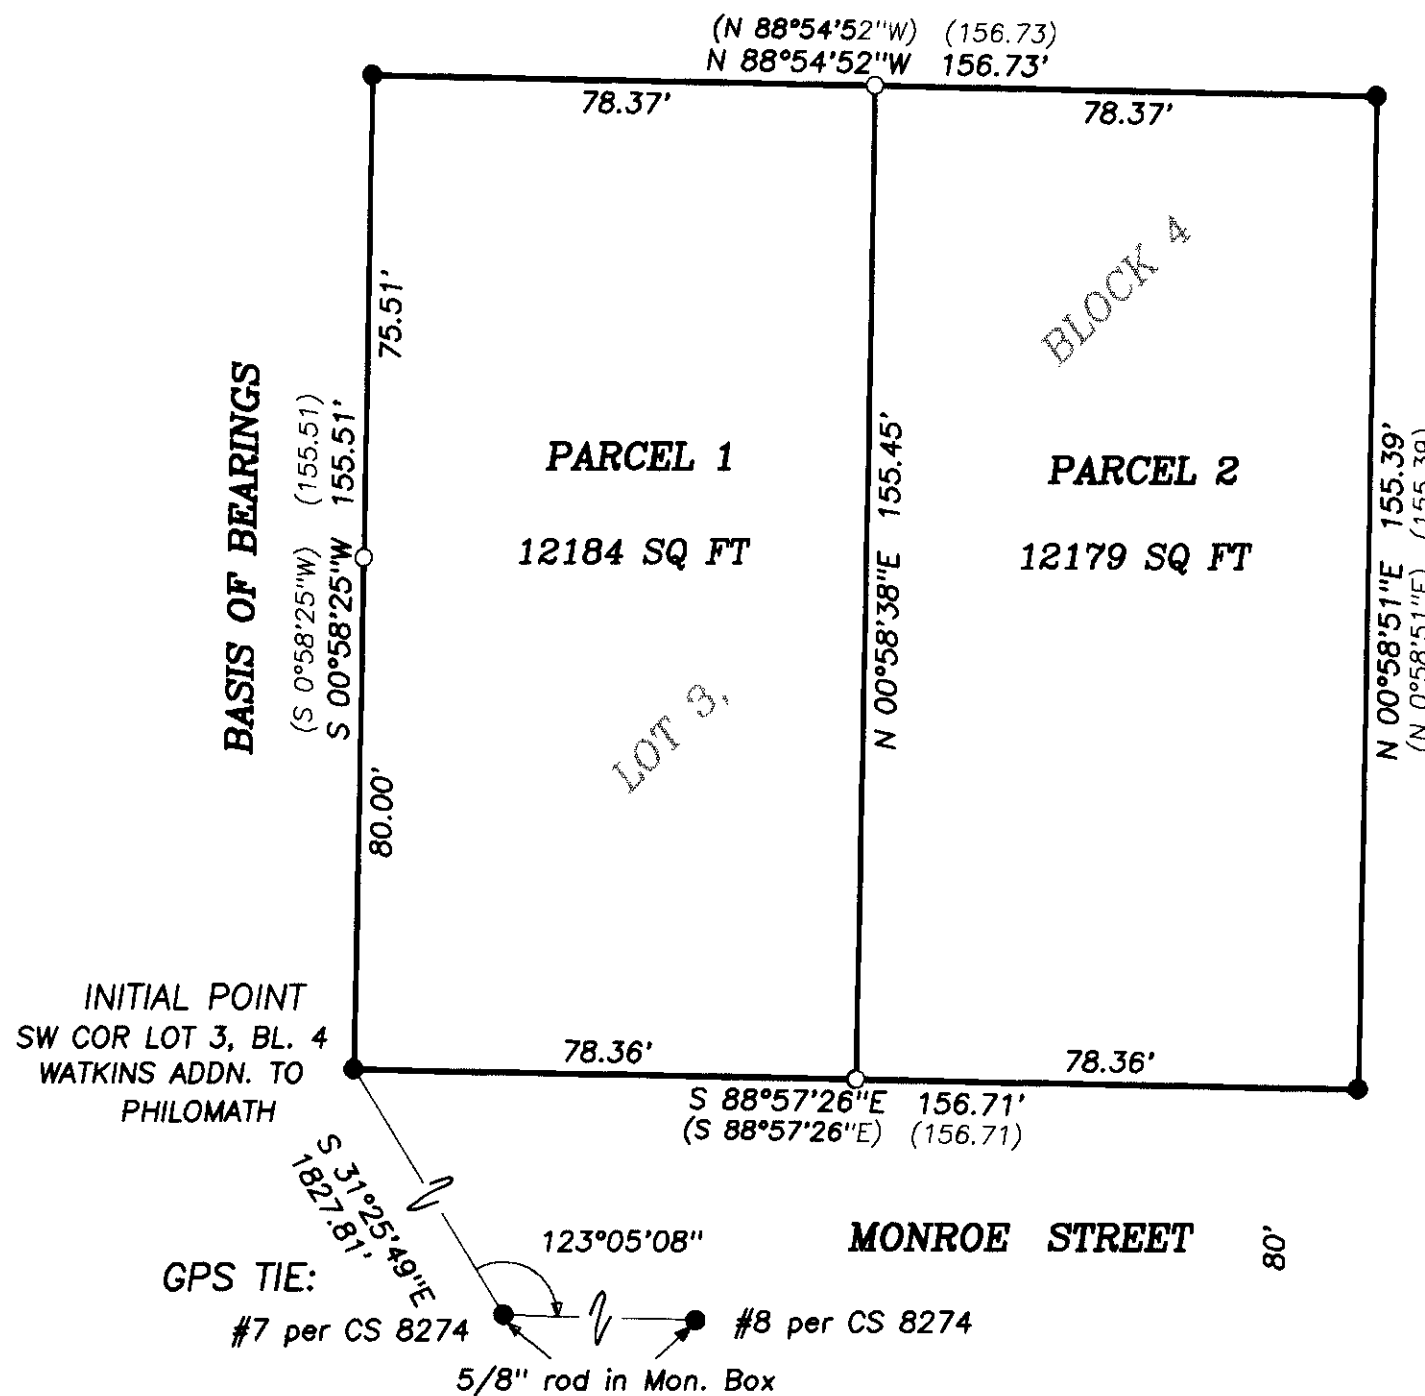 (N 88°54'52"W) (156.73)
N 88°54'52"W 156.73'
78.37'
78.37'
75.51'
BLOCK 4
BASIS OF BEARINGS
(S 0°58'25"W) (155.51)
S 00°58'25"W 155.51'
PARCEL 1
12184 SQ FT
N 00°58'38"E 155.45'
PARCEL 2
12179 SQ FT
N 00°58'51"E 155.39'
(N 0°58'51"E) (155.39)
LOT 3,
80.00'
INITIAL POINT
SW COR LOT 3, BL. 4
WATKINS ADDN. TO
PHILOMATH
78.36'
78.36'
S 88°57'26"E 156.71'
(S 88°57'26"E) (156.71)
S 31°25'49"E
1827.81'
123°05'08"
MONROE STREET
80'
GPS TIE:
#7 per CS 8274
#8 per CS 8274
5/8" rod in Mon. Box